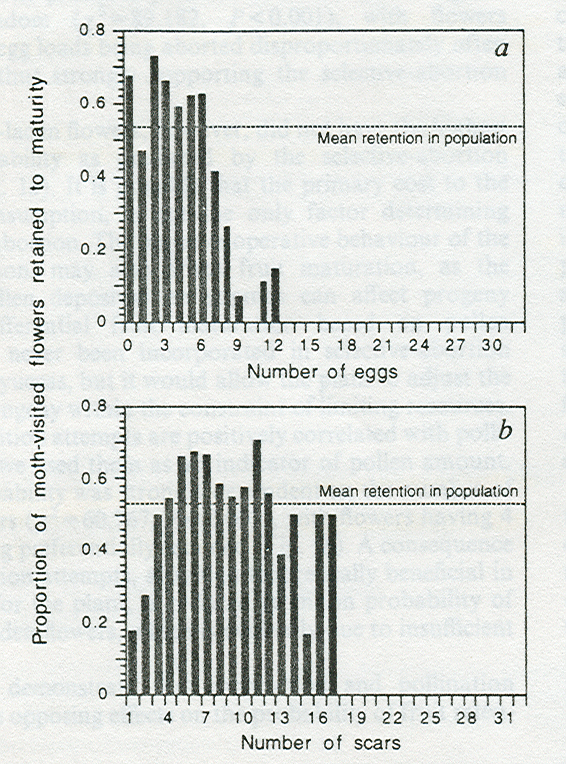 a
0.8
0.6
0.4
0.2
0
Mean retention in population
0 3 6 9 12 15 18 21 24 27 30
Number of eggs
Proportion of moth-visited flowers retained to maturity
b
0.8
0.6
0.4
0.2
0
Mean retention in population
1 4 7 10 13 16 19 22 25 28 31
Number of scars